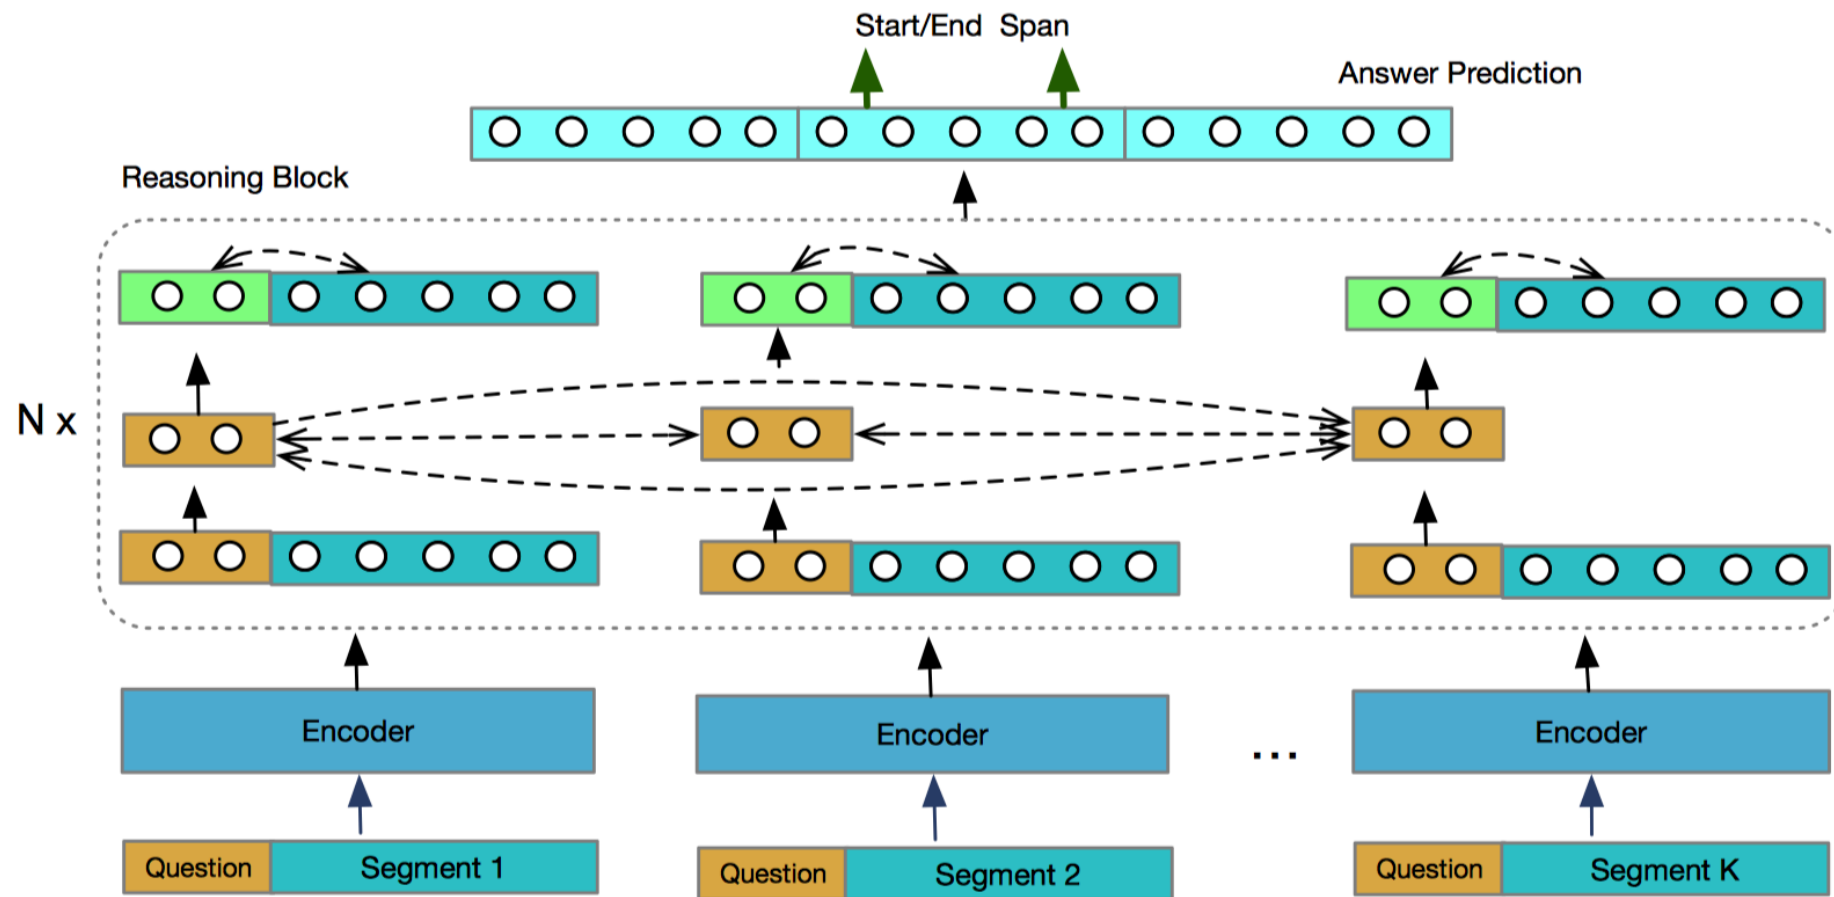 Start/End Span
Answer Prediction
Reasoning Block
N x
Encoder
Encoder
...
Encoder
Question Segment 1
Question Segment 2
Question Segment K